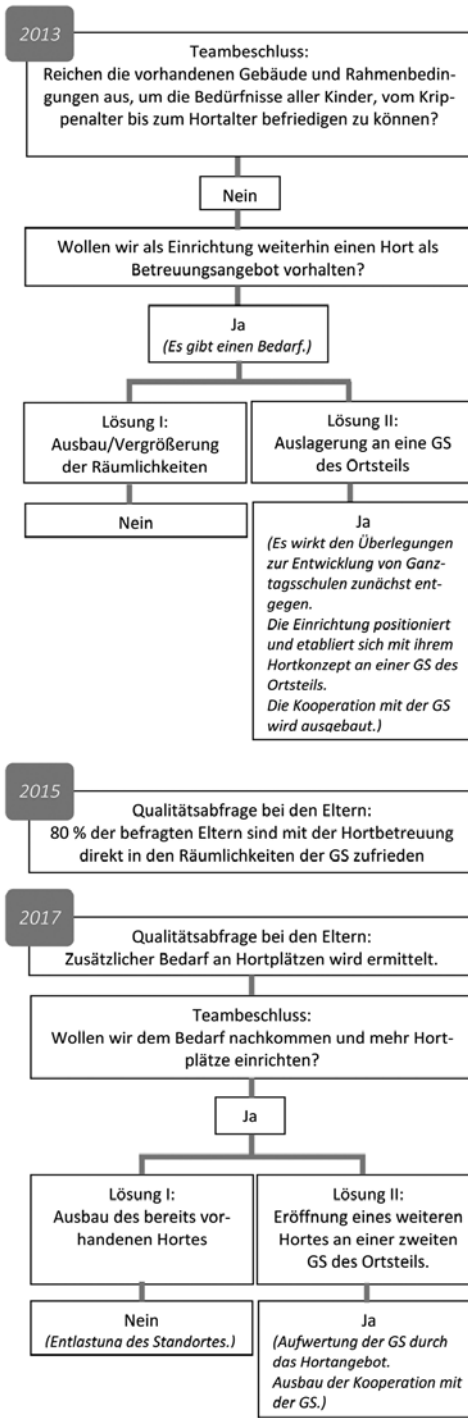 2013
Teambeschluss:
Reichen die vorhandenen Gebäude und Rahmenbedin-
gungen aus, um die Bedürfnisse aller Kinder, vom Krip-
penalter bis zum Hortalter befriedigen zu können?
Nein
Wollen wir als Einrichtung weiterhin einen Hort als
Betreuungsangebot vorhalten?
Ja
(Es gibt einen Bedarf.)
Lösung I:
Ausbau/Vergrößerung
der Räumlichkeiten
Nein
Lösung II:
Auslagerung an eine GS
des Ortsteils
Ja
(Es wirkt den Überlegungen
zur Entwicklung von Ganz-
tagsschulen zunächst ent-
gegen.
Die Einrichtung positioniert
und etabliert sich mit ihrem
Hortkonzept an einer GS des
Ortsteils.
Die Kooperation mit der GS
wird ausgebaut.)
2015
Qualitätsabfrage bei den Eltern:
80 % der befragten Eltern sind mit der Hortbetreuung
direkt in den Räumlichkeiten der GS zufrieden
2017
Qualitätsabfrage bei den Eltern:
Zusätzlicher Bedarf an Hortplätzen wird ermittelt.
Teambeschluss:
Wollen wir dem Bedarf nachkommen und mehr Hort-
plätze einrichten?
Ja
Lösung I:
Ausbau des bereits vor-
handenen Hortes
Nein
(Entlastung des Standortes.)
Lösung II:
Eröffnung eines weiteren
Hortes an einer zweiten
GS des Ortsteils.
Ja
(Aufwertung der GS durch
das Hortangebot.
Ausbau der Kooperation mit
der GS.)